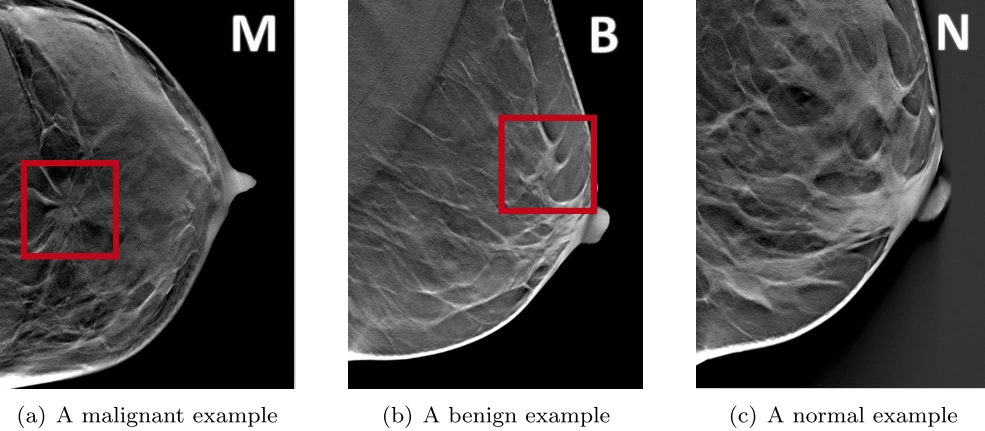 M
B
N
(a) A malignant example
(b) A benign example
(c) A normal example